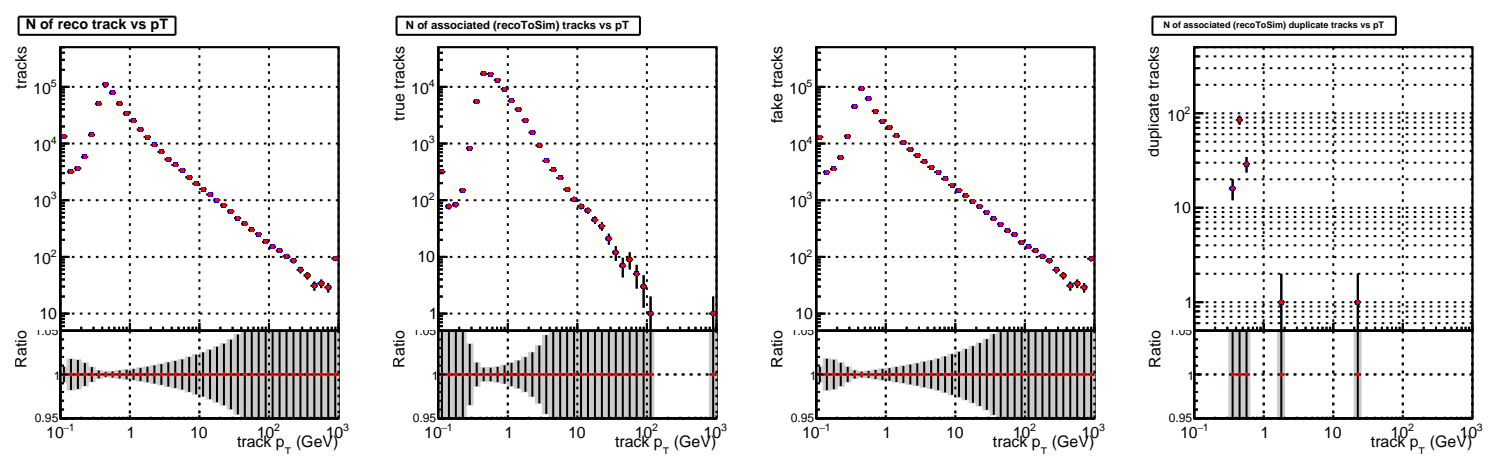 N of reco track vs pT
tracks
10^5
10^4
10^3
10^2
10
Ratio
1.05
1
0.95
10^-1 1 10 10^2 10^3
track p_T (GeV)
N of associated (recoToSim) tracks vs pT
true tracks
10^4
10^3
10^2
10
1
Ratio
1.05
1
0.95
10^-1 1 10 10^2 10^3
track p_T (GeV)
fake tracks
10^5
10^4
10^3
10^2
10
Ratio
1.05
1
0.95
10^-1 1 10 10^2 10^3
track p_T (GeV)
N of associated (recoToSim) duplicate tracks vs pT
duplicate tracks
10^2
10
1
Ratio
1.05
1
0.95
10^-1 1 10 10^2 10^3
track p_T (GeV)